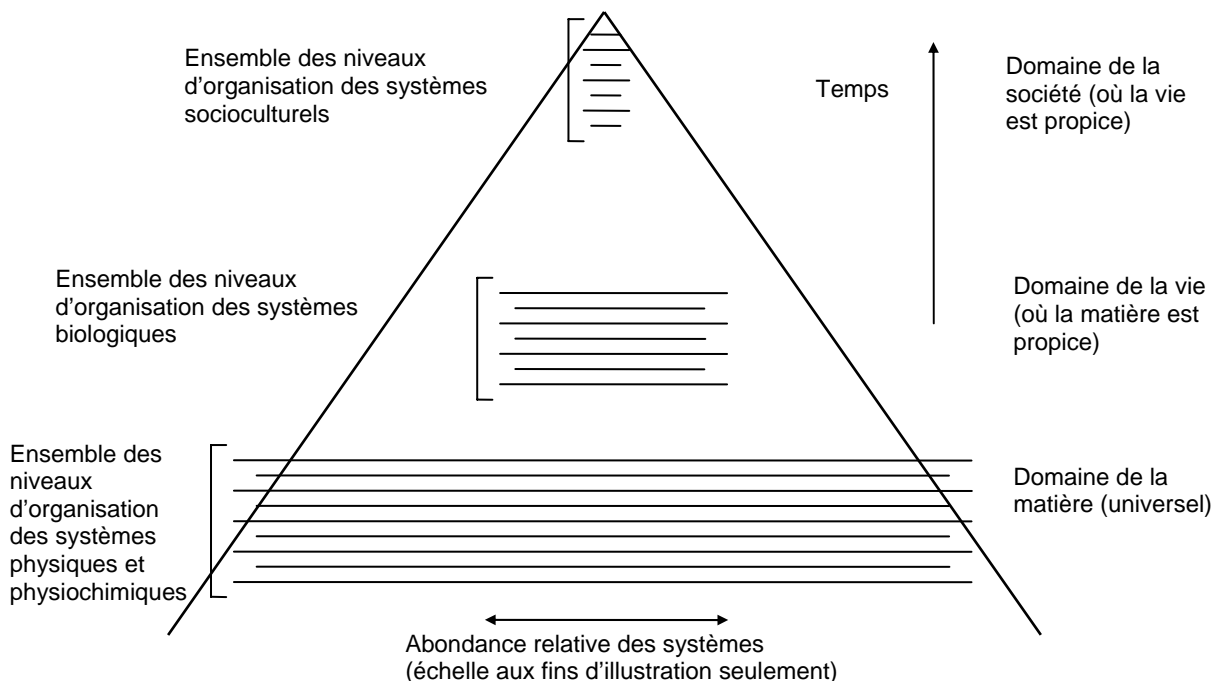 Ensemble des niveaux
d'organisation des systèmes
socioculturels
Temps
Domaine de la
société (où la vie
est propice)
Ensemble des niveaux
d'organisation des systèmes
biologiques
Domaine de la vie
(où la matière est
propice)
Ensemble des
niveaux
d'organisation
des systèmes
physiques et
physiochimiques
Domaine de la
matière (universel)
Abondance relative des systèmes
(échelle aux fins d'illustration seulement)